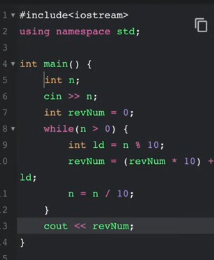 1 #include<iostream>
2 using namespace std;
3
4 int main() {
5 int n;
6 cin >> n;
7 int revNum = 0;
8 while(n > 0) {
9 int ld = n % 10;
10 revNum = (revNum * 10) +
ld;
11 n = n / 10;
12 }
13 cout << revNum;
14 }